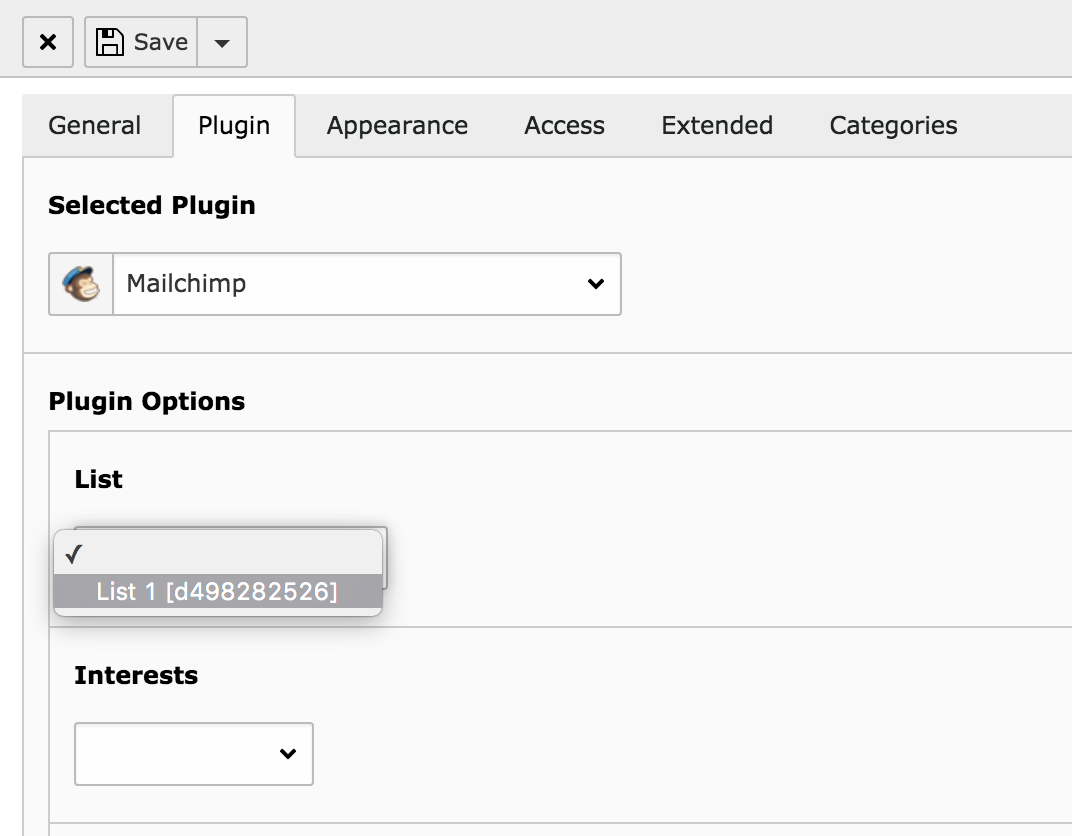 Save
General Plugin Appearance Access Extended Categories
Selected Plugin
Mailchimp
Plugin Options
List
List 1 [d498282526]
Interests